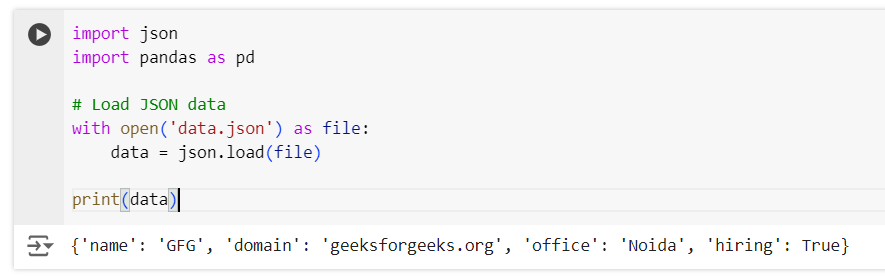 import json
import pandas as pd
# Load JSON data
with open('data.json') as file:
    data = json.load(file)
print(data)
{'name': 'GFG', 'domain': 'geeksforgeeks.org', 'office': 'Noida', 'hiring': True}